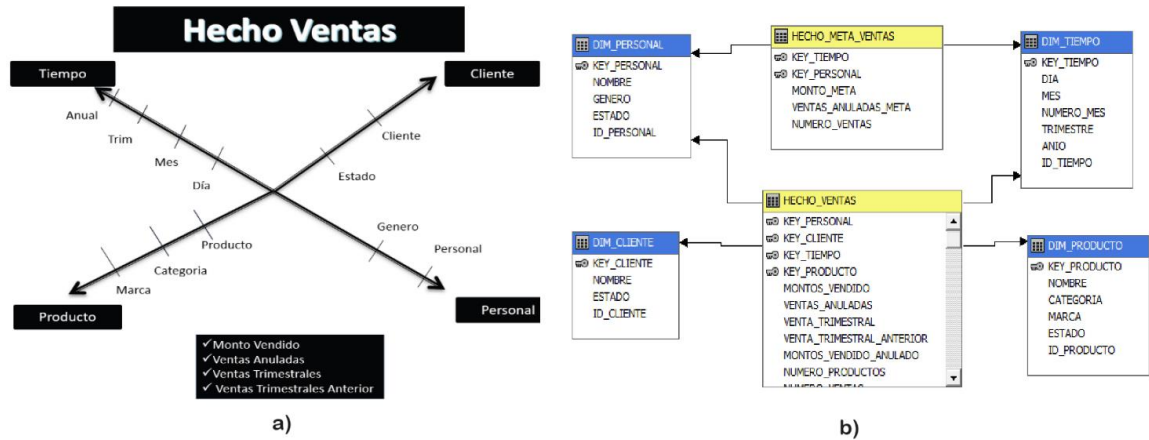 Hecho Ventas
Tiempo
Cliente
Anual
Trim
Mes
Día
Cliente
Estado
Producto
Categoria
Marca
Genero
Personal
Producto
Personal
✓Monto Vendido
✓Ventas Anuladas
✓Ventas Trimestrales
✓ Ventas Trimestrales Anterior
a)
DIM_PERSONAL
KEY_PERSONAL
NOMBRE
GENERO
ESTADO
ID_PERSONAL
HECHO_META_VENTAS
KEY_TIEMPO
KEY_PERSONAL
MONTO_META
VENTAS_ANULADAS_META
NUMERO_VENTAS
DIM_TIEMPO
KEY_TIEMPO
DIA
MES
NUMERO_MES
TRIMESTRE
ANIO
ID_TIEMPO
DIM_CLIENTE
KEY_CLIENTE
NOMBRE
ESTADO
ID_CLIENTE
HECHO_VENTAS
KEY_PERSONAL
KEY_CLIENTE
KEY_TIEMPO
KEY_PRODUCTO
MONTOS_VENDIDO
VENTAS_ANULADAS
VENTA_TRIMESTRAL
VENTA_TRIMESTRAL_ANTERIOR
MONTOS_VENDIDO_ANULADO
NUMERO_PRODUCTOS
NUMERO_VENTAS
DIM_PRODUCTO
KEY_PRODUCTO
NOMBRE
CATEGORIA
MARCA
ESTADO
ID_PRODUCTO
b)